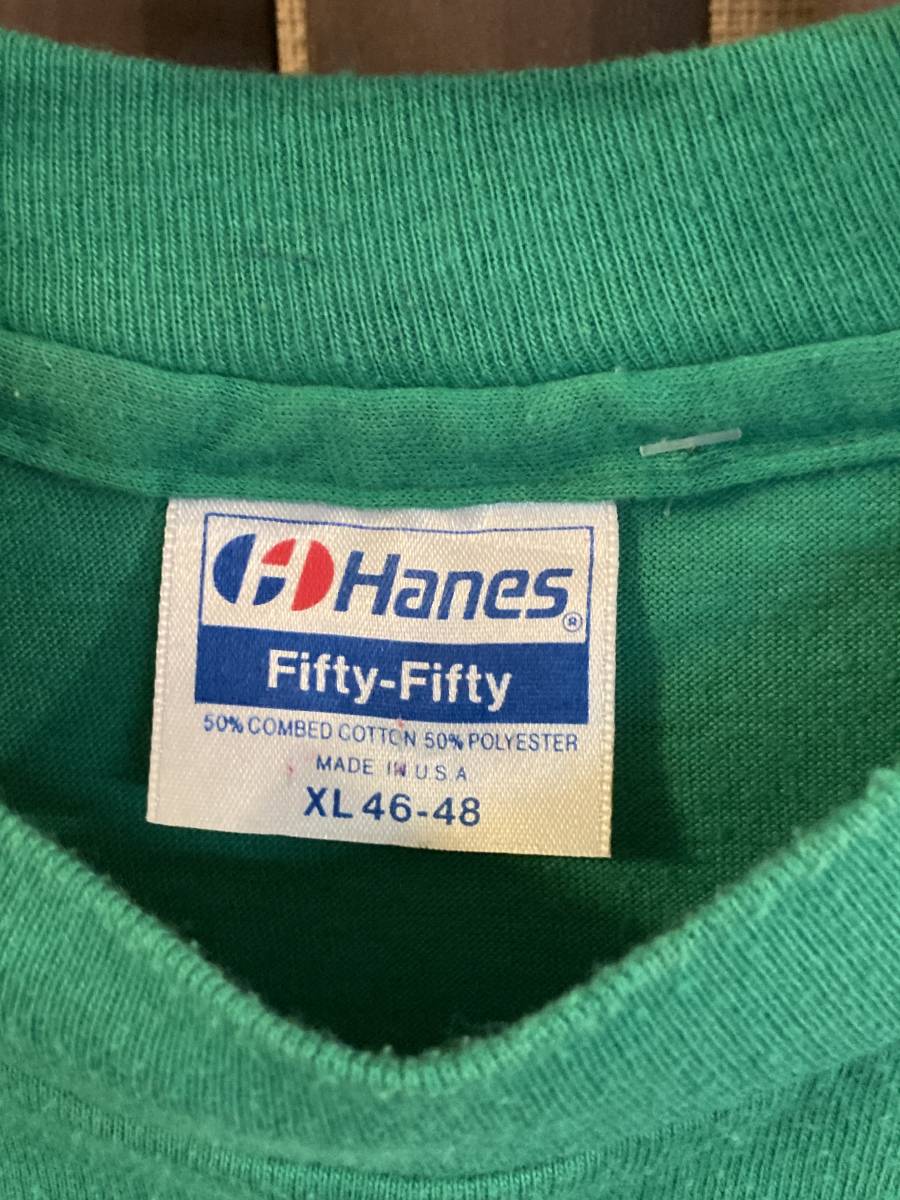 Hanes®
Fifty-Fifty
50% COMBED COTTON 50% POLYESTER
MADE IN U S A
XL 46-48